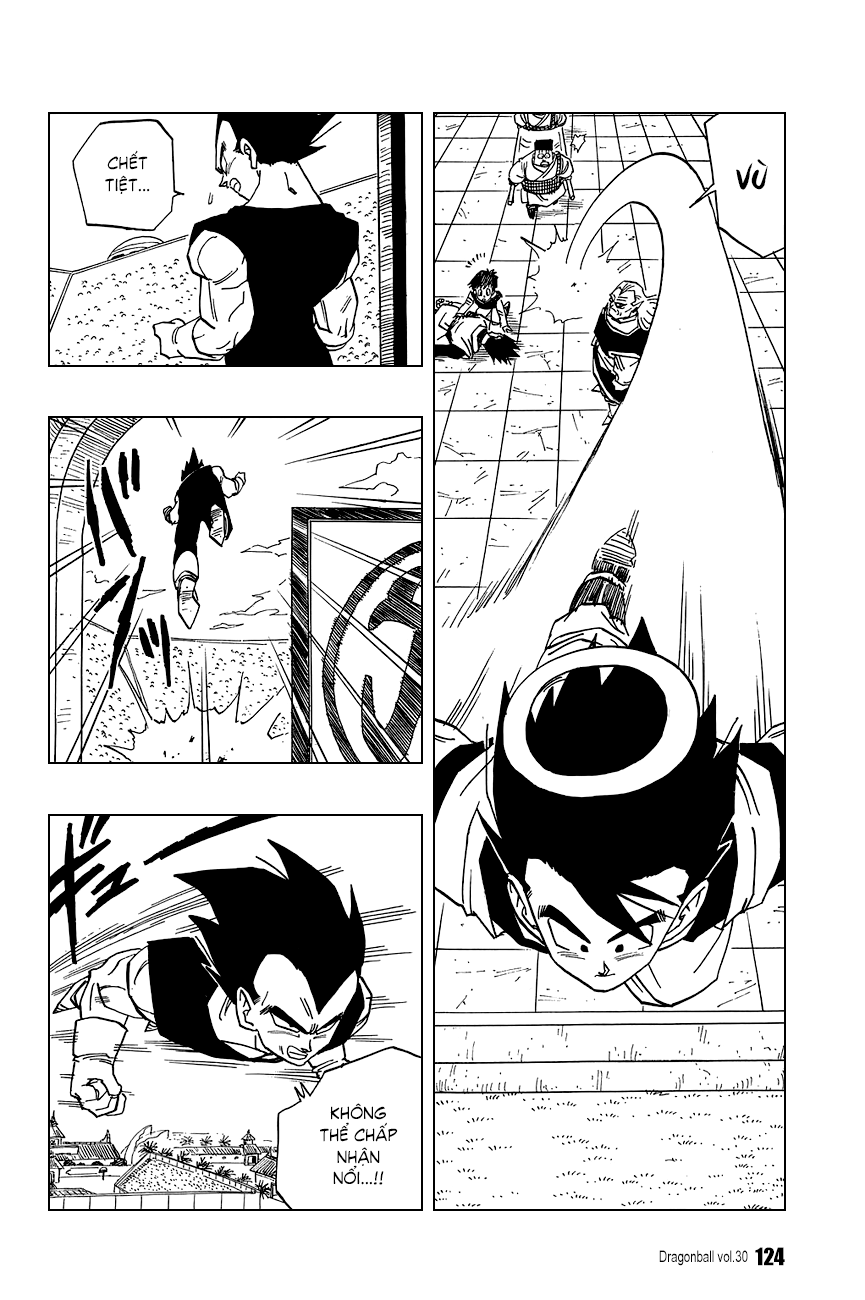 VÙ
CHẾT
TIỆT...
KHÔNG
THỂ CHẤP
NHẬN
NỔI...!!
Dragonball vol.30 124